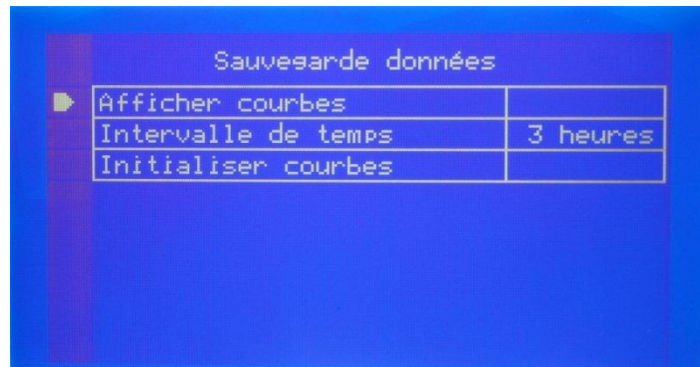 Sauvegarde données
Afficher courbes
Intervalle de temps 3 heures
Initialiser courbes